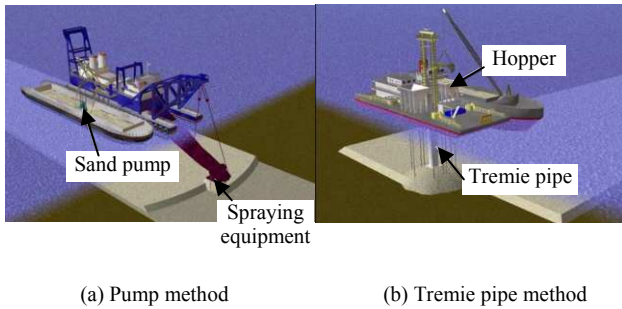 Sand pump
Spraying
equipment
Hopper
Tremie pipe
(a) Pump method
(b) Tremie pipe method